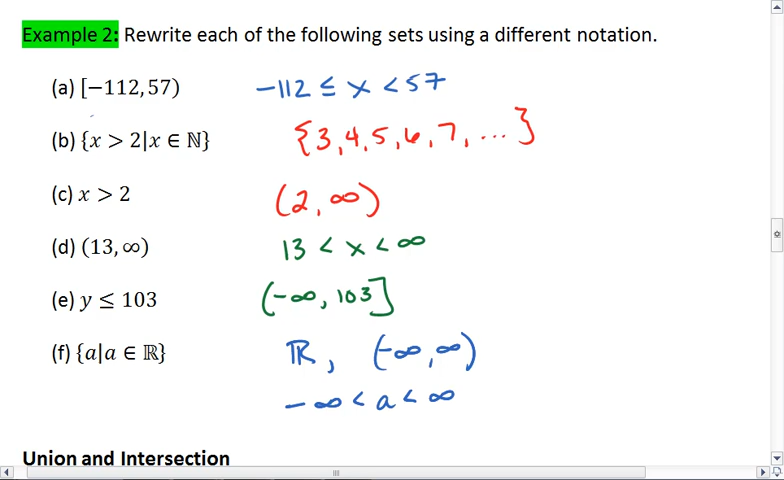 Example 2: Rewrite each of the following sets using a different notation.
(a) [−112, 57) −112 ≤ x < 57
(b) {x > 2|x ∈ ℕ} {3, 4, 5, 6, 7, ... }
(c) x > 2 (2, ∞)
(d) (13, ∞) 13 < x < ∞
(e) y ≤ 103 (−∞, 103]
(f) {a|a ∈ ℝ} ℝ, (−∞, ∞)
−∞ < a < ∞
Union and Intersection